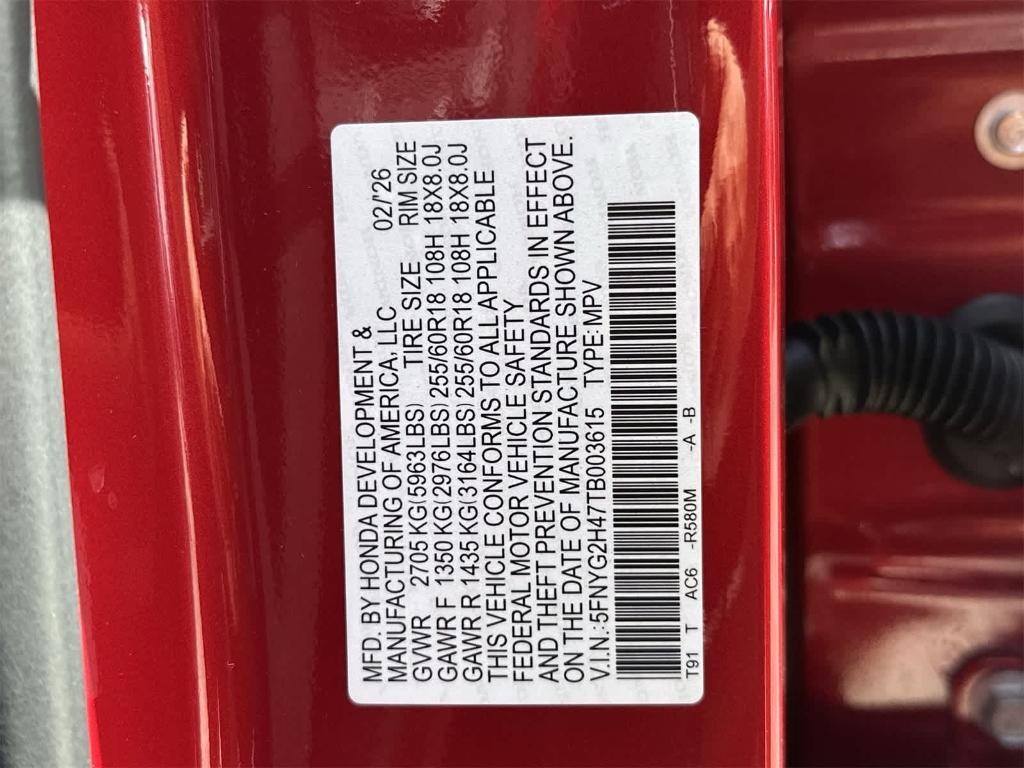 MFD. BY HONDA DEVELOPMENT &
MANUFACTURING OF AMERICA, LLC 02/'26
GVWR 2705 KG(5963LBS) TIRE SIZE RIM SIZE
GAWR F 1350 KG(2976LBS) 255/60R18 108H 18X8.0J
GAWR R 1435 KG(3164LBS) 255/60R18 108H 18X8.0J
THIS VEHICLE CONFORMS TO ALL APPLICABLE
FEDERAL MOTOR VEHICLE SAFETY
AND THEFT PREVENTION STANDARDS IN EFFECT
ON THE DATE OF MANUFACTURE SHOWN ABOVE.
V.I.N.:5FNYG2H47TB003615 TYPE: MPV
T91 T AC6 -R580M -A -B